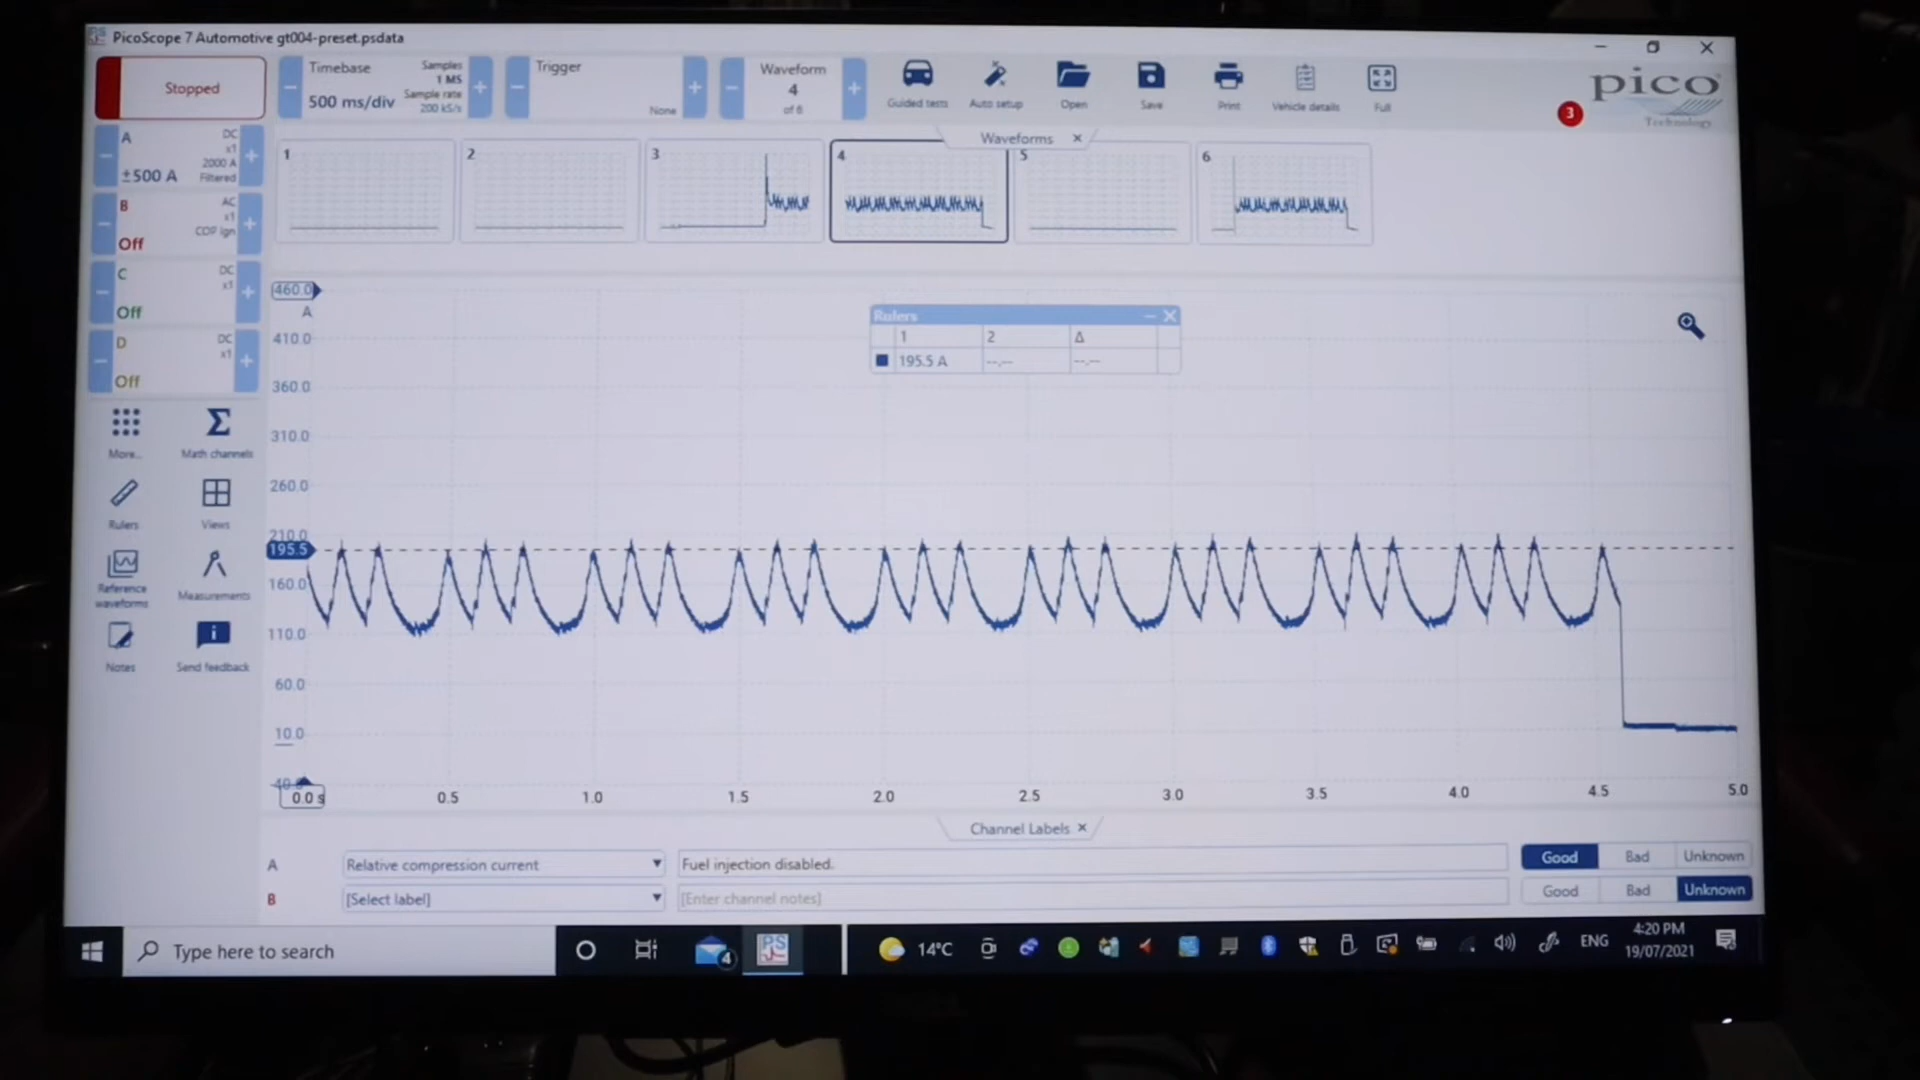 PicoScope 7 Automotive gt004-preset.psdata
Stopped
Timebase
500 ms/div
Samples
1 MS
Sample rate
200 kS/s
Trigger
None
Waveform
4
of 6
Guided tests
Auto setup
Open
Save
Print
Vehicle details
Full
3
pico
Technology
A
DC
x1
2000 A
Filtered
±500 A
B
AC
x1
COP ign
Off
C
DC
x1
Off
D
DC
x1
Off
Waveforms
1
2
3
4
5
6
More...
Math channels
Rulers
Views
Reference waveforms
Measurements
Notes
Send feedback
460.0
A
410.0
360.0
310.0
260.0
210.0
195.5
160.0
110.0
60.0
10.0
-40.0
Rulers
1 2 Δ
195.5 A --.-- --.--
0.0 s 0.5 1.0 1.5 2.0 2.5 3.0 3.5 4.0 4.5 5.0
Channel Labels
A Relative compression current Fuel injection disabled. Good Bad Unknown
B [Select label] [Enter channel notes] Good Bad Unknown
Type here to search
4
PS
14°C
ENG
4:20 PM
19/07/2021